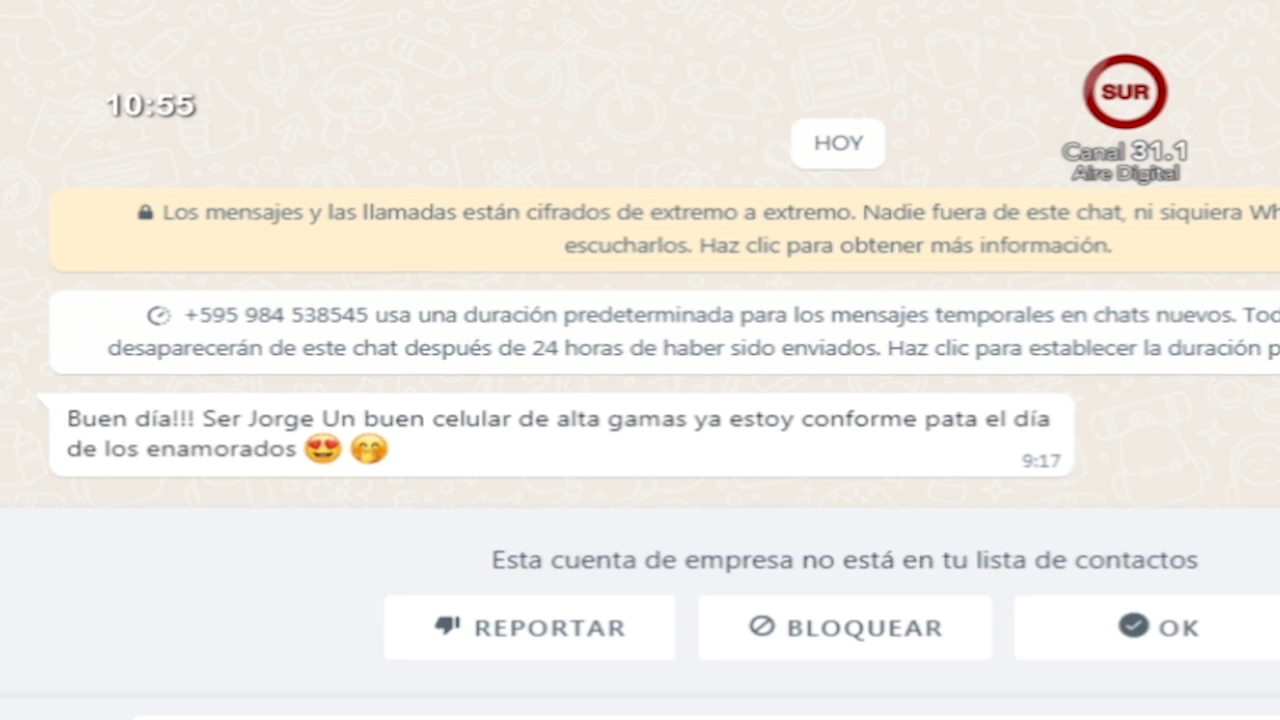 10:55
SUR
Canal 31.1
Aire Digital
HOY
Los mensajes y las llamadas están cifrados de extremo a extremo. Nadie fuera de este chat, ni siquiera Wh
escucharlos. Haz clic para obtener más información.
+595 984 538545 usa una duración predeterminada para los mensajes temporales en chats nuevos. Tod
desaparecerán de este chat después de 24 horas de haber sido enviados. Haz clic para establecer la duración p
Buen día!!! Ser Jorge Un buen celular de alta gamas ya estoy conforme pata el día
de los enamorados 😍 🤭
9:17
Esta cuenta de empresa no está en tu lista de contactos
REPORTAR
BLOQUEAR
OK